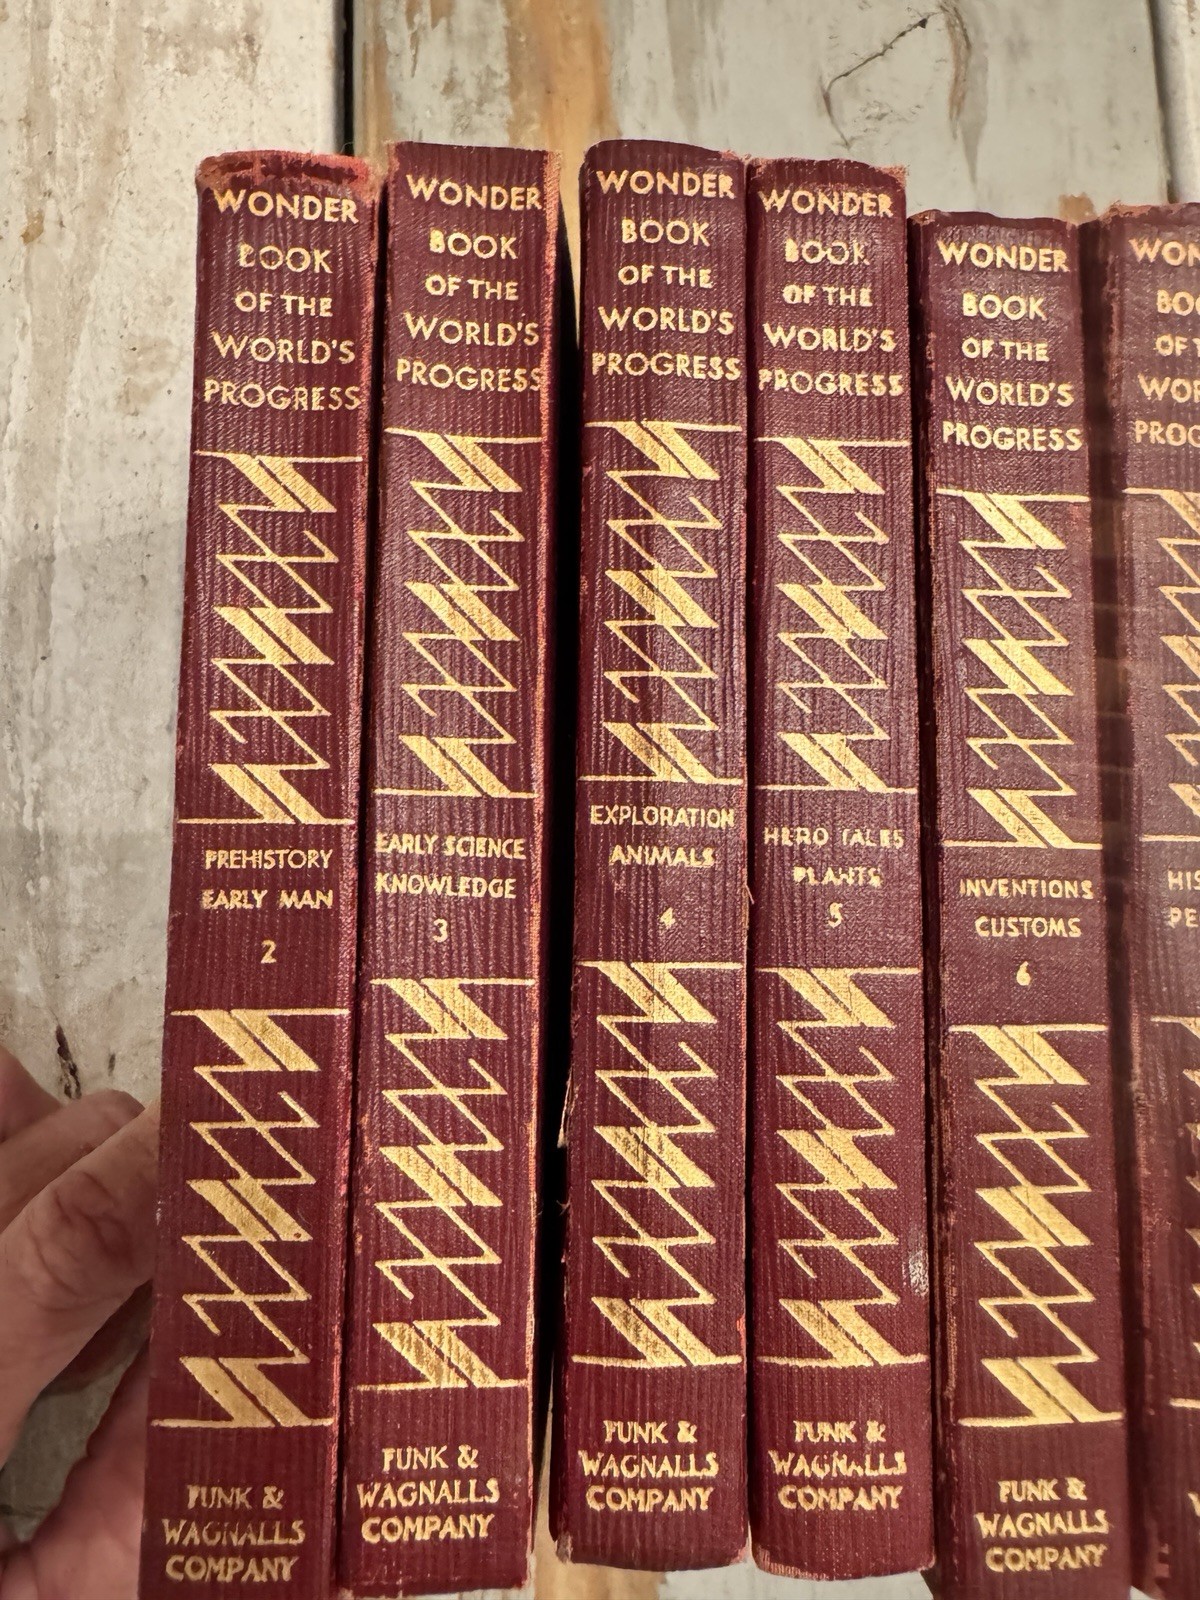 WONDER
BOOK
OF THE
WORLD'S
PROGRESS
PREHISTORY
EARLY MAN
2
FUNK &
WAGNALLS
COMPANY
WONDER
BOOK
OF THE
WORLD'S
PROGRESS
EARLY SCIENCE
KNOWLEDGE
3
FUNK &
WAGNALLS
COMPANY
WONDER
BOOK
OF THE
WORLD'S
PROGRESS
EXPLORATION
ANIMALS
4
FUNK &
WAGNALLS
COMPANY
WONDER
BOOK
OF THE
WORLD'S
PROGRESS
HERO TALES
PLANTS
5
FUNK &
WAGNALLS
COMPANY
WONDER
BOOK
OF THE
WORLD'S
PROGRESS
INVENTIONS
CUSTOMS
6
FUNK &
WAGNALLS
COMPANY